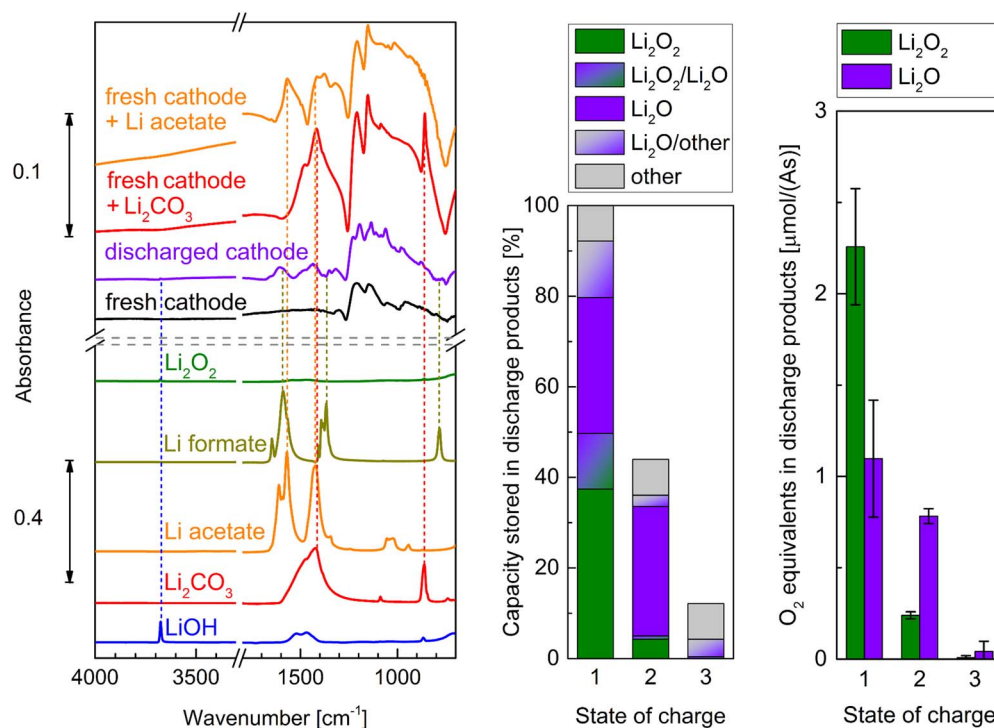 fresh cathode
+ Li acetate
fresh cathode
+ Li₂CO₃
discharged cathode
fresh cathode
Li₂O₂
Li formate
Li acetate
Li₂CO₃
LiOH
0.1
0.4
Absorbance
4000
3500
1500
1000
Wavenumber [cm⁻¹]
Li₂O₂
Li₂O₂/Li₂O
Li₂O
Li₂O/other
other
Capacity stored in discharge products [%]
100
80
60
40
20
0
1
2
3
State of charge
Li₂O₂
Li₂O
O₂ equivalents in discharge products [μmol/(As)]
3
2
1
0
1
2
3
State of charge